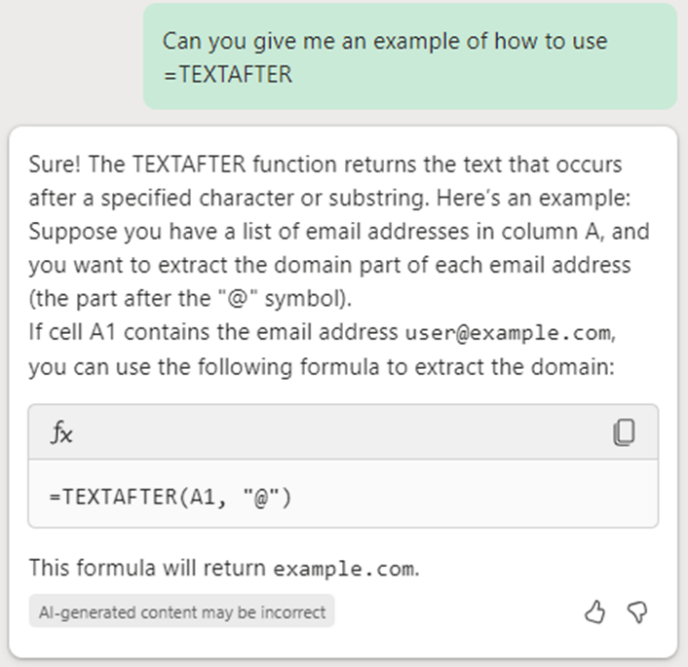 Can you give me an example of how to use
=TEXTAFTER
Sure! The TEXTAFTER function returns the text that occurs
after a specified character or substring. Here's an example:
Suppose you have a list of email addresses in column A, and
you want to extract the domain part of each email address
(the part after the "@" symbol).
If cell A1 contains the email address user@example.com,
you can use the following formula to extract the domain:
fx
=TEXTAFTER(A1, "@")
This formula will return example.com.
AI-generated content may be incorrect